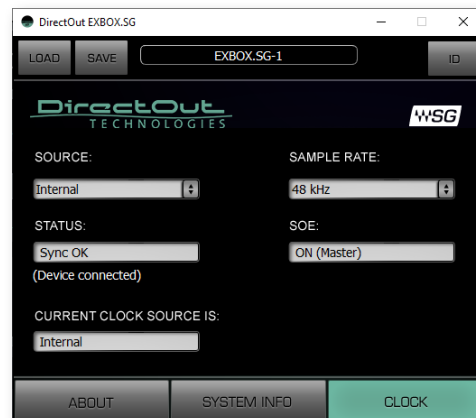 DirectOut EXBOX.SG
LOAD SAVE EXBOX.SG-1 ID
DirectOut
TECHNOLOGIES
WSG
SOURCE: SAMPLE RATE:
Internal 48 kHz
STATUS: SOE:
Sync OK ON (Master)
(Device connected)
CURRENT CLOCK SOURCE IS:
Internal
ABOUT SYSTEM INFO CLOCK